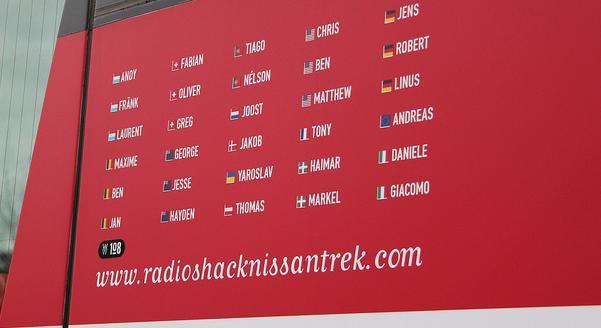 ANDY
FRÄNK
LAURENT
MAXIME
BEN
JAN
FABIAN
OLIVER
GREG
GEORGE
JESSE
HAYDEN
TIAGO
NÉLSON
JOOST
JAKOB
YAROSLAV
THOMAS
CHRIS
BEN
MATTHEW
TONY
HAIMAR
MARKEL
JENS
ROBERT
LINUS
ANDREAS
DANIELE
GIACOMO
W 108
www.radioshacknissantrek.com